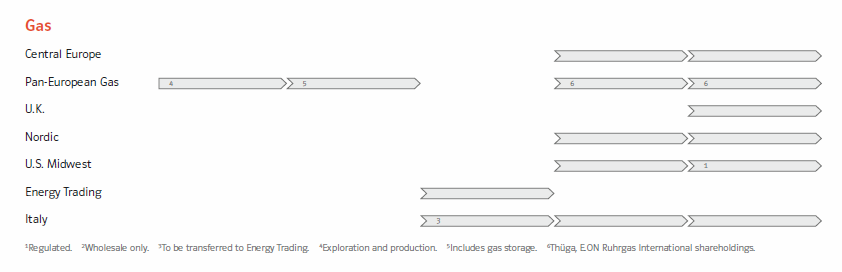 Gas
Central Europe
Pan-European Gas 4 5 6 6
U.K.
Nordic
U.S. Midwest 1
Energy Trading
Italy 3
¹Regulated. ²Wholesale only. ³To be transferred to Energy Trading. ⁴Exploration and production. ⁵Includes gas storage. ⁶Thüga, E.ON Ruhrgas International shareholdings.